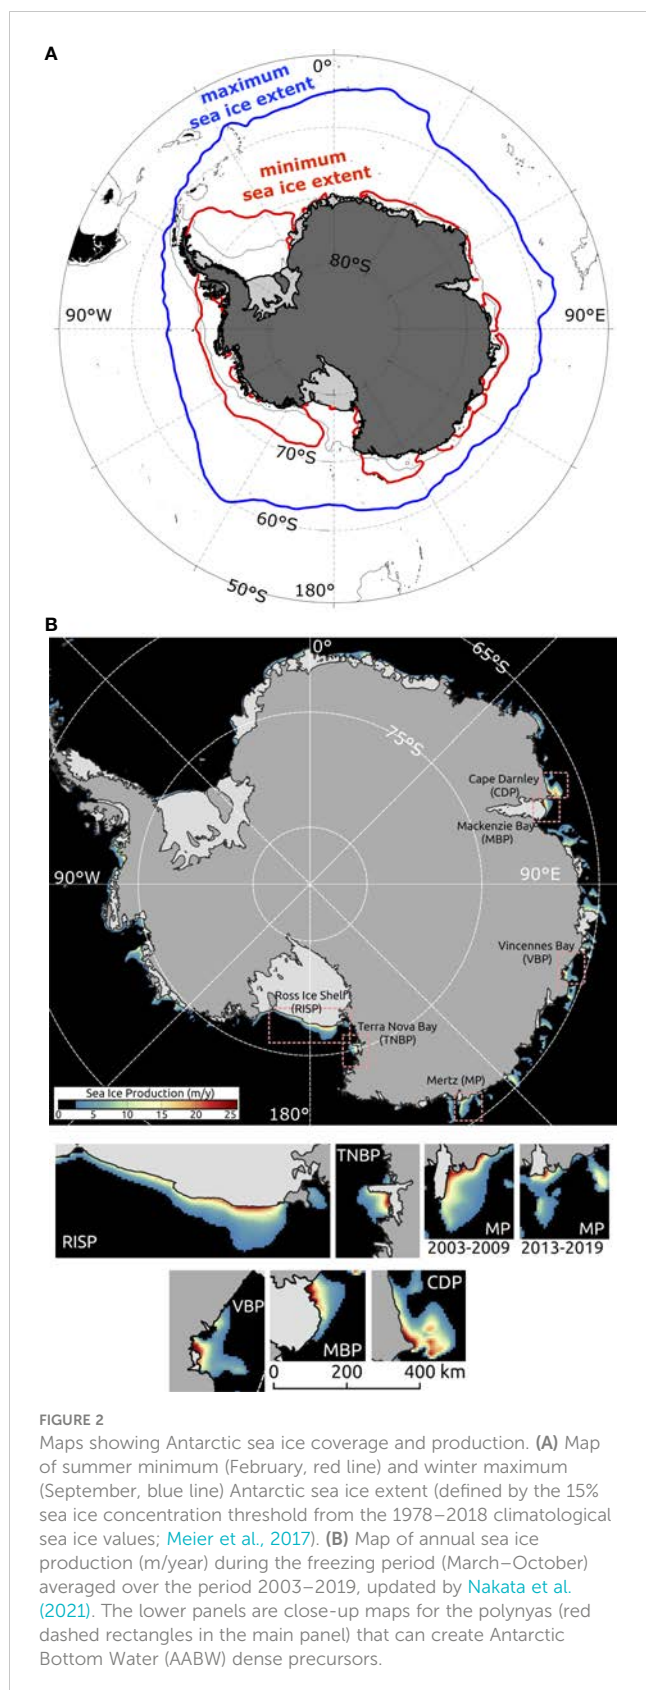 A
0°
maximum
sea ice extent
minimum
sea ice extent
80°S
90°W
90°E
70°S
60°S
50°S
180°
B
0°
65°S
75°S
Cape Darnley
(CDP)
Mackenzie Bay
(MBP)
90°W
90°E
Vincennes Bay
(VBP)
Ross Ice Shelf
(RISP)
Terra Nova Bay
(TNBP)
Mertz (MP)
Sea Ice Production (m/y)
0 5 10 15 20 25
180°
RISP
TNBP
MP
2003-2009
MP
2013-2019
VBP
MBP
CDP
0 200 400 km
FIGURE 2
Maps showing Antarctic sea ice coverage and production. (A) Map
of summer minimum (February, red line) and winter maximum
(September, blue line) Antarctic sea ice extent (defined by the 15%
sea ice concentration threshold from the 1978–2018 climatological
sea ice values; Meier et al., 2017). (B) Map of annual sea ice
production (m/year) during the freezing period (March–October)
averaged over the period 2003–2019, updated by Nakata et al.
(2021). The lower panels are close-up maps for the polynyas (red
dashed rectangles in the main panel) that can create Antarctic
Bottom Water (AABW) dense precursors.